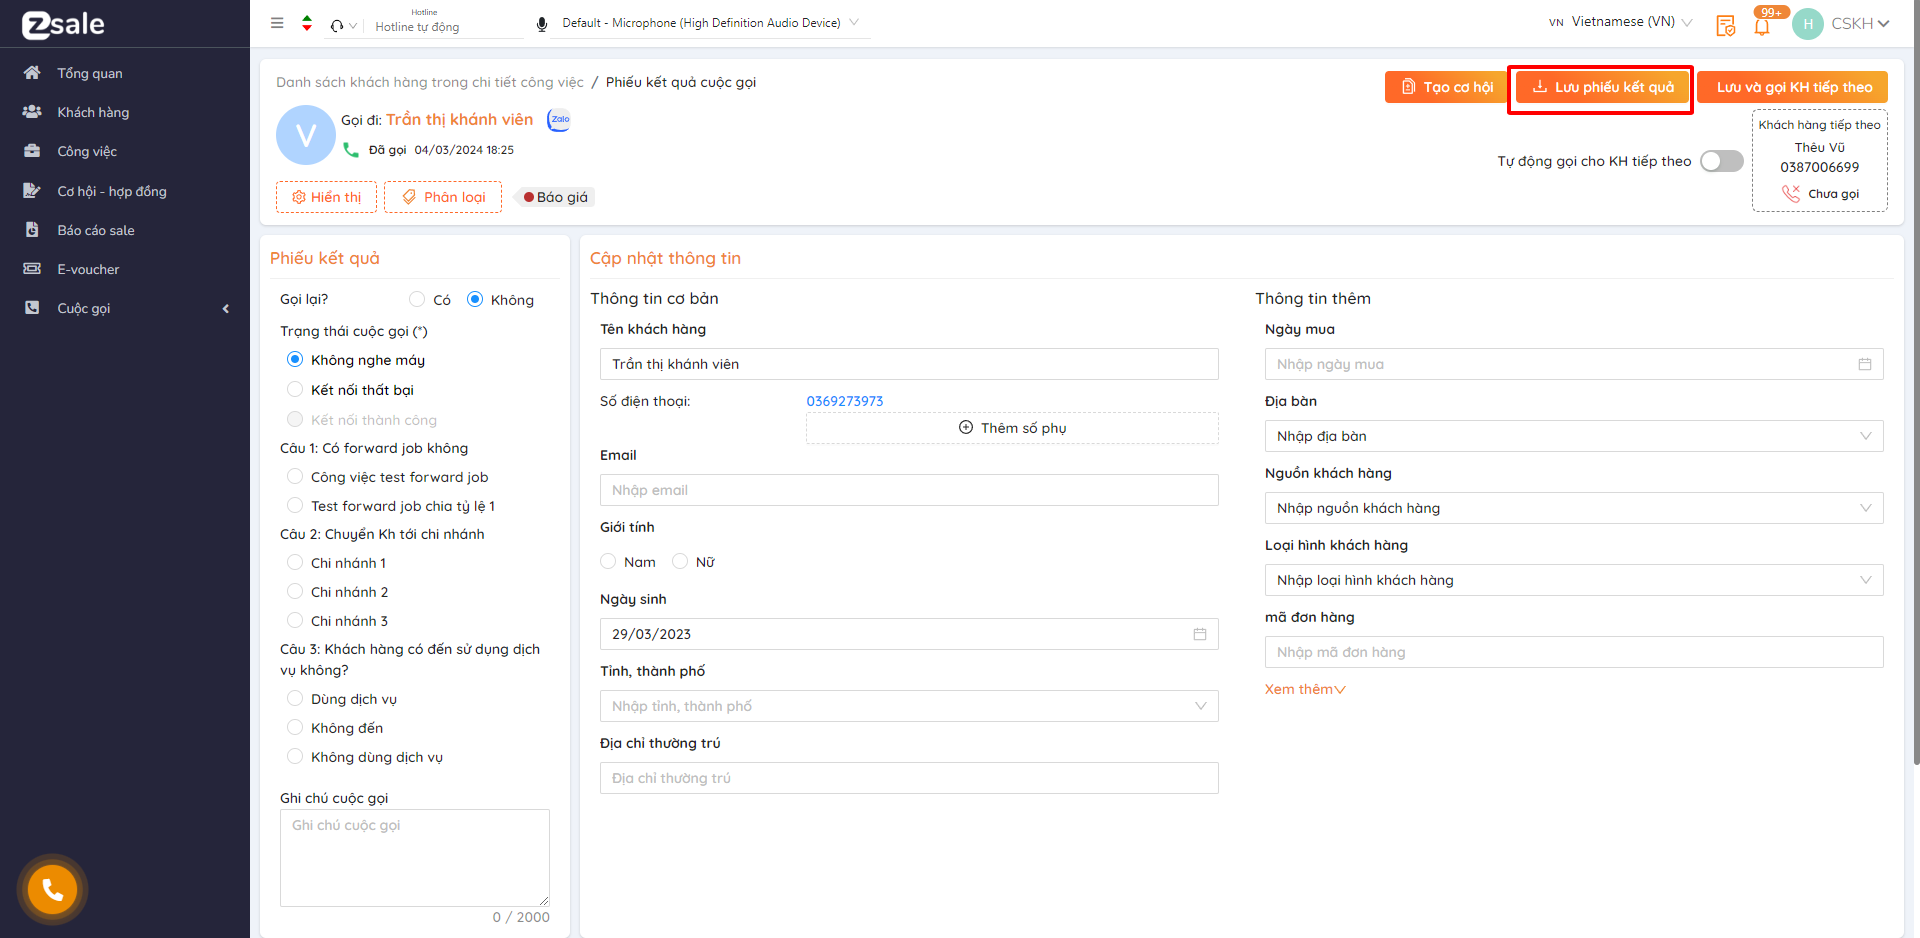 Zsale
Tổng quan
Khách hàng
Công việc
Cơ hội - hợp đồng
Báo cáo sale
E-voucher
Cuộc gọi
Hotline
Hotline tự động
Default - Microphone (High Definition Audio Device)
VN Vietnamese (VN)
99+
H CSKH
Danh sách khách hàng trong chi tiết công việc / Phiếu kết quả cuộc gọi
Tạo cơ hội
Lưu phiếu kết quả
Lưu và gọi KH tiếp theo
V
Gọi đi: Trần thị khánh viên Zalo
Đã gọi 04/03/2024 18:25
Hiển thị
Phân loại
Báo giá
Tự động gọi cho KH tiếp theo
Khách hàng tiếp theo
Thêu Vũ
0387006699
Chưa gọi
Phiếu kết quả
Gọi lại? Có Không
Trạng thái cuộc gọi (*)
Không nghe máy
Kết nối thất bại
Kết nối thành công
Câu 1: Có forward job không
Công việc test forward job
Test forward job chia tỷ lệ 1
Câu 2: Chuyển Kh tới chi nhánh
Chi nhánh 1
Chi nhánh 2
Chi nhánh 3
Câu 3: Khách hàng có đến sử dụng dịch
vụ không?
Dùng dịch vụ
Không đến
Không dùng dịch vụ
Ghi chú cuộc gọi
Ghi chú cuộc gọi
0 / 2000
Cập nhật thông tin
Thông tin cơ bản
Tên khách hàng
Trần thị khánh viên
Số điện thoại: 0369273973
Thêm số phụ
Email
Nhập email
Giới tính
Nam Nữ
Ngày sinh
29/03/2023
Tỉnh, thành phố
Nhập tỉnh, thành phố
Địa chỉ thường trú
Địa chỉ thường trú
Thông tin thêm
Ngày mua
Nhập ngày mua
Địa bàn
Nhập địa bàn
Nguồn khách hàng
Nhập nguồn khách hàng
Loại hình khách hàng
Nhập loại hình khách hàng
mã đơn hàng
Nhập mã đơn hàng
Xem thêm